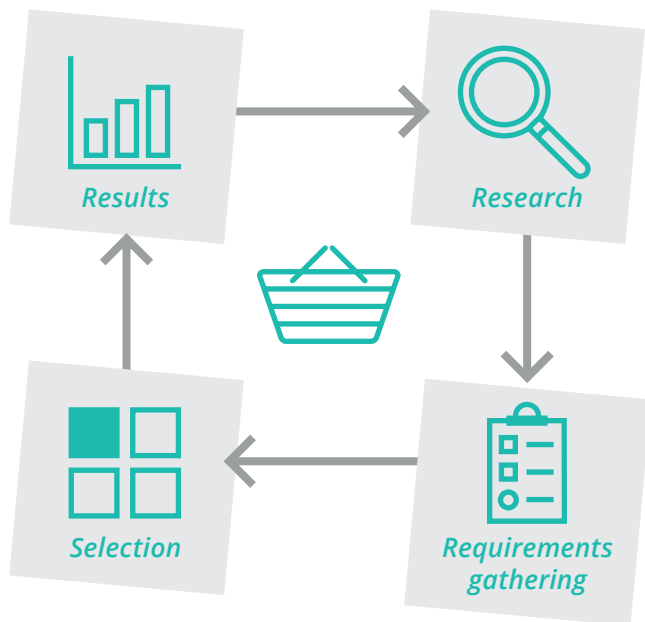 Results
Research
Selection
Requirements
gathering